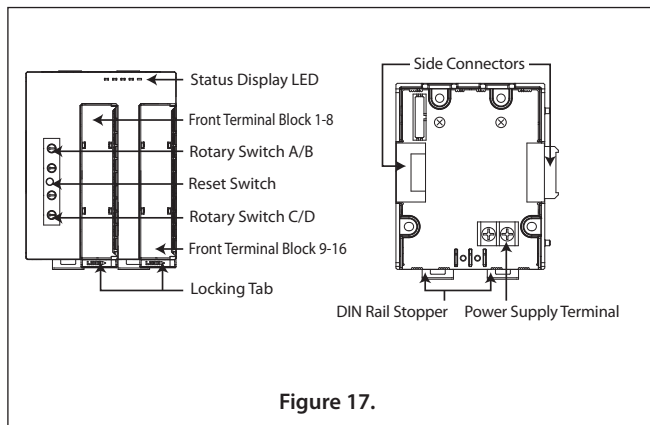 Status Display LED
Front Terminal Block 1-8
Rotary Switch A/B
Reset Switch
Rotary Switch C/D
Front Terminal Block 9-16
Locking Tab
Side Connectors
DIN Rail Stopper
Power Supply Terminal
Figure 17.